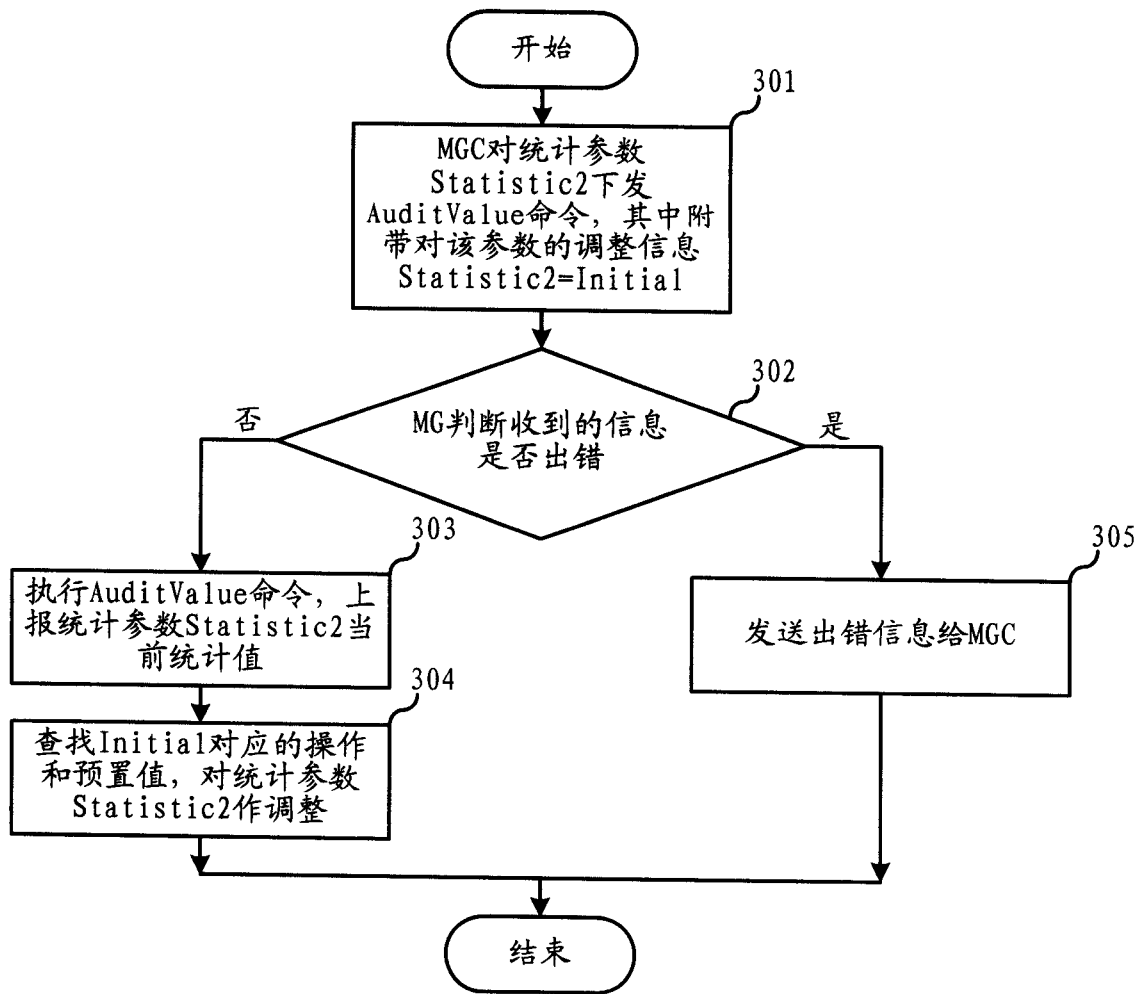 开始
301
MGC对统计参数
Statistic2下发
AuditValue命令，其中附
带对该参数的调整信息
Statistic2=Initial
302
MG判断收到的信息
是否出错
否
是
303
执行AuditValue命令，上
报统计参数Statistic2当
前统计值
305
发送出错信息给MGC
304
查找Initial对应的操作
和预置值，对统计参数
Statistic2作调整
结束